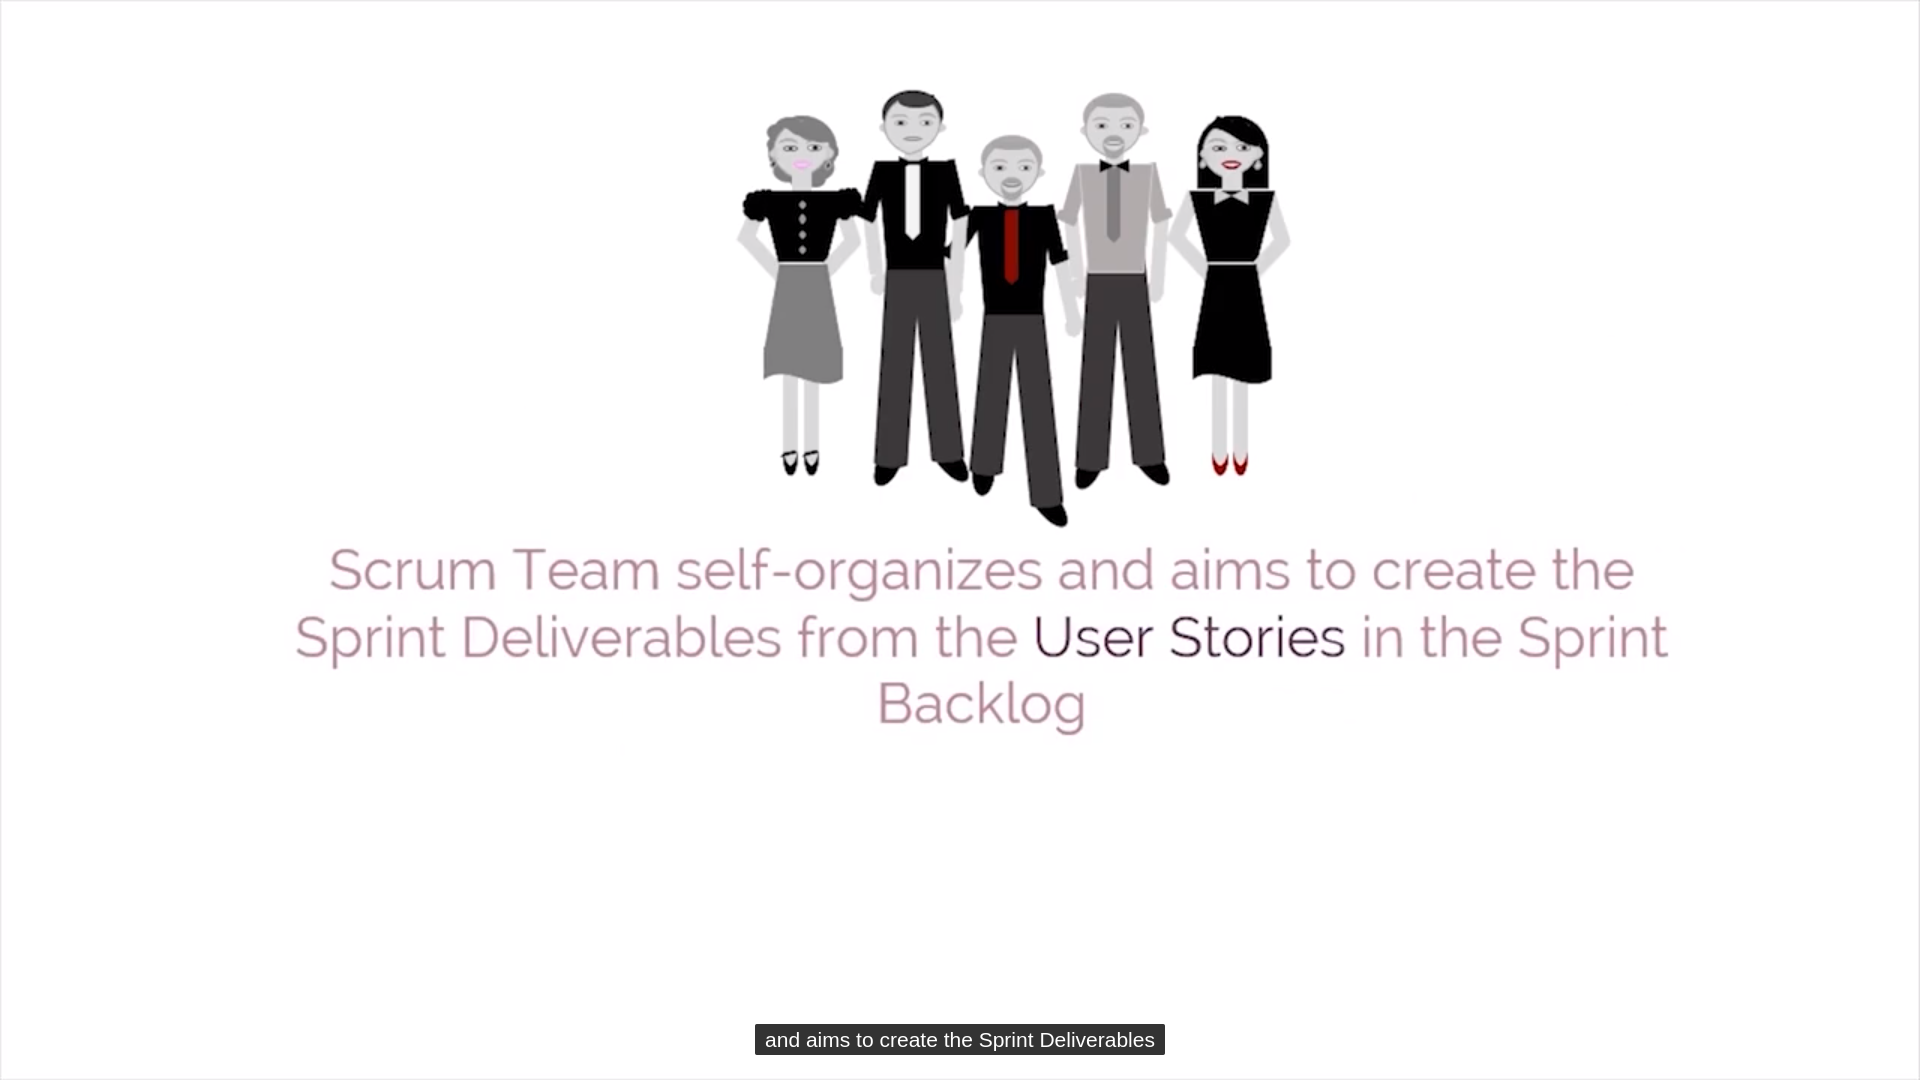 Scrum Team self-organizes and aims to create the
Sprint Deliverables from the User Stories in the Sprint
Backlog
and aims to create the Sprint Deliverables